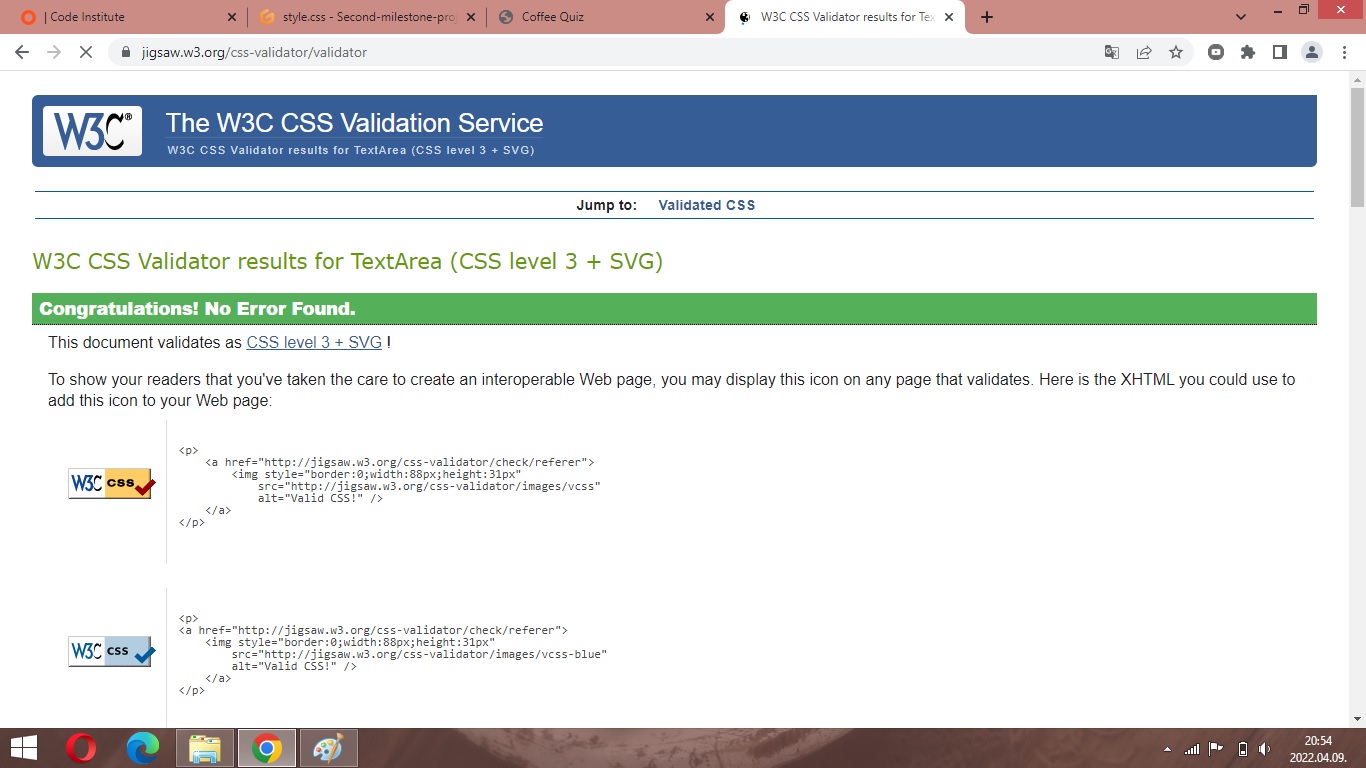 | Code Institute
style.css - Second-milestone-proj
Coffee Quiz
W3C CSS Validator results for Tex
jigsaw.w3.org/css-validator/validator
W3C®
The W3C CSS Validation Service
W3C CSS Validator results for TextArea (CSS level 3 + SVG)
Jump to: Validated CSS
W3C CSS Validator results for TextArea (CSS level 3 + SVG)
Congratulations! No Error Found.
This document validates as CSS level 3 + SVG !
To show your readers that you've taken the care to create an interoperable Web page, you may display this icon on any page that validates. Here is the XHTML you could use to
add this icon to your Web page:
W3C css
<p>
<a href="http://jigsaw.w3.org/css-validator/check/referer">
<img style="border:0;width:88px;height:31px"
src="http://jigsaw.w3.org/css-validator/images/vcss"
alt="Valid CSS!" />
</a>
</p>
W3C css
<p>
<a href="http://jigsaw.w3.org/css-validator/check/referer">
<img style="border:0;width:88px;height:31px"
src="http://jigsaw.w3.org/css-validator/images/vcss-blue"
alt="Valid CSS!" />
</a>
</p>
20:54
2022.04.09.